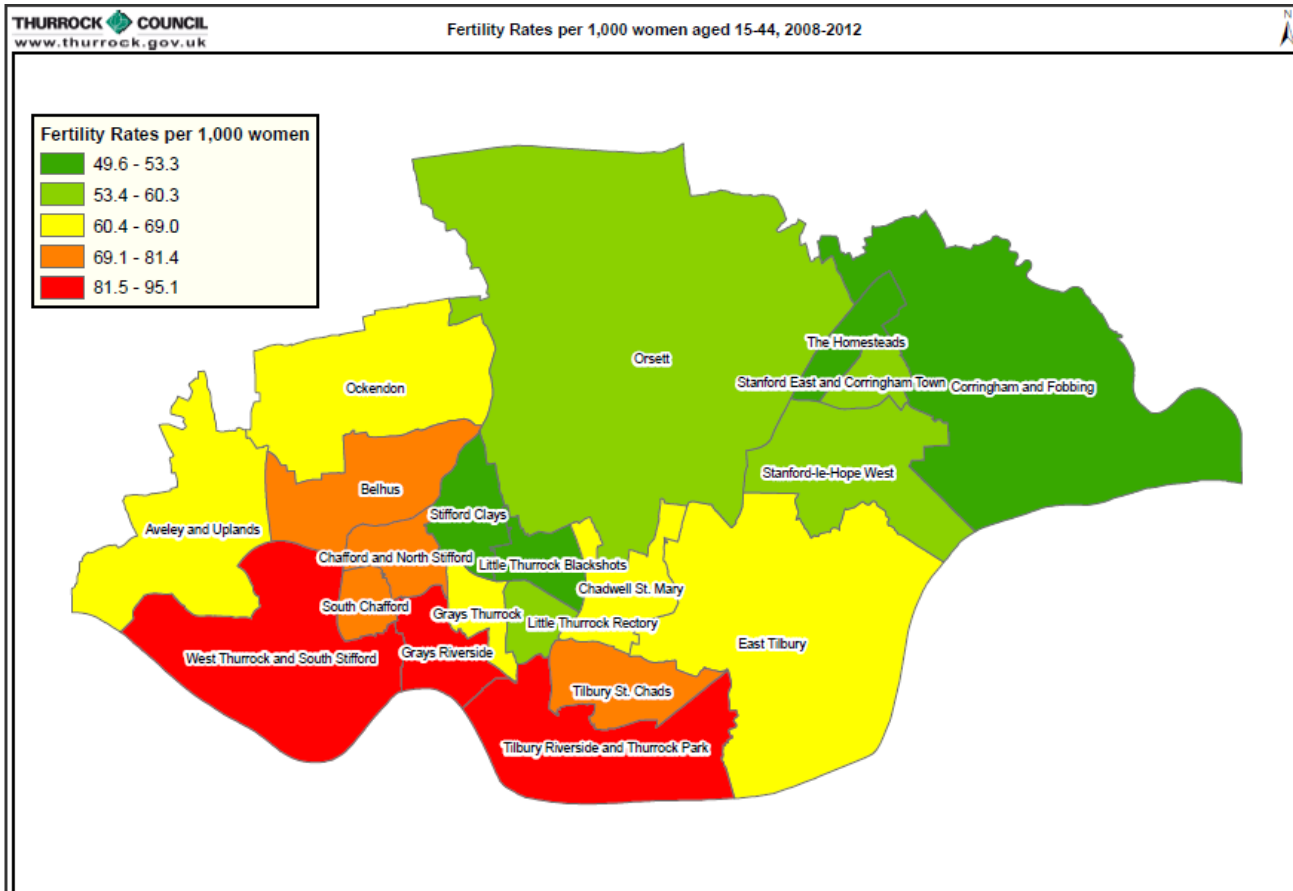 THURROCK COUNCIL
www.thurrock.gov.uk
Fertility Rates per 1,000 women aged 15-44, 2008-2012
N
Fertility Rates per 1,000 women
49.6 - 53.3
53.4 - 60.3
60.4 - 69.0
69.1 - 81.4
81.5 - 95.1
The Homesteads
Orsett
Stanford East and Corringham Town
Corringham and Fobbing
Ockendon
Stanford-le-Hope West
Belhus
Stifford Clays
Aveley and Uplands
Chafford and North Stifford
Little Thurrock Blackshots
Chadwell St. Mary
South Chafford
Grays Thurrock
Little Thurrock Rectory
East Tilbury
Grays Riverside
West Thurrock and South Stifford
Tilbury St. Chads
Tilbury Riverside and Thurrock Park